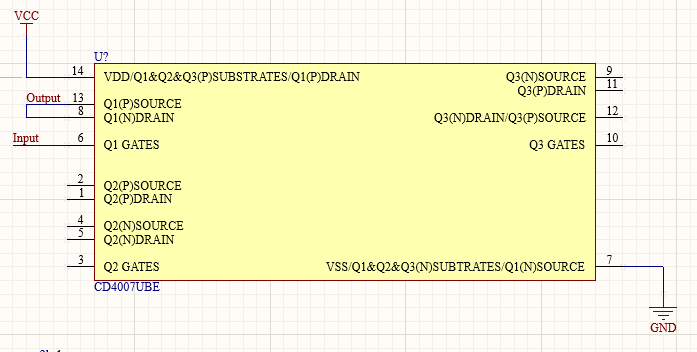 VCC
U?
14 VDD/Q1&Q2&Q3(P)SUBSTRATES/Q1(P)DRAIN Q3(N)SOURCE 9
Q3(P)DRAIN 11
Output 13 Q1(P)SOURCE
8 Q1(N)DRAIN Q3(N)DRAIN/Q3(P)SOURCE 12
Input 6 Q1 GATES Q3 GATES 10
2 Q2(P)SOURCE
1 Q2(P)DRAIN
4 Q2(N)SOURCE
5 Q2(N)DRAIN
3 Q2 GATES VSS/Q1&Q2&Q3(N)SUBTRATES/Q1(N)SOURCE 7
CD4007UBE
GND